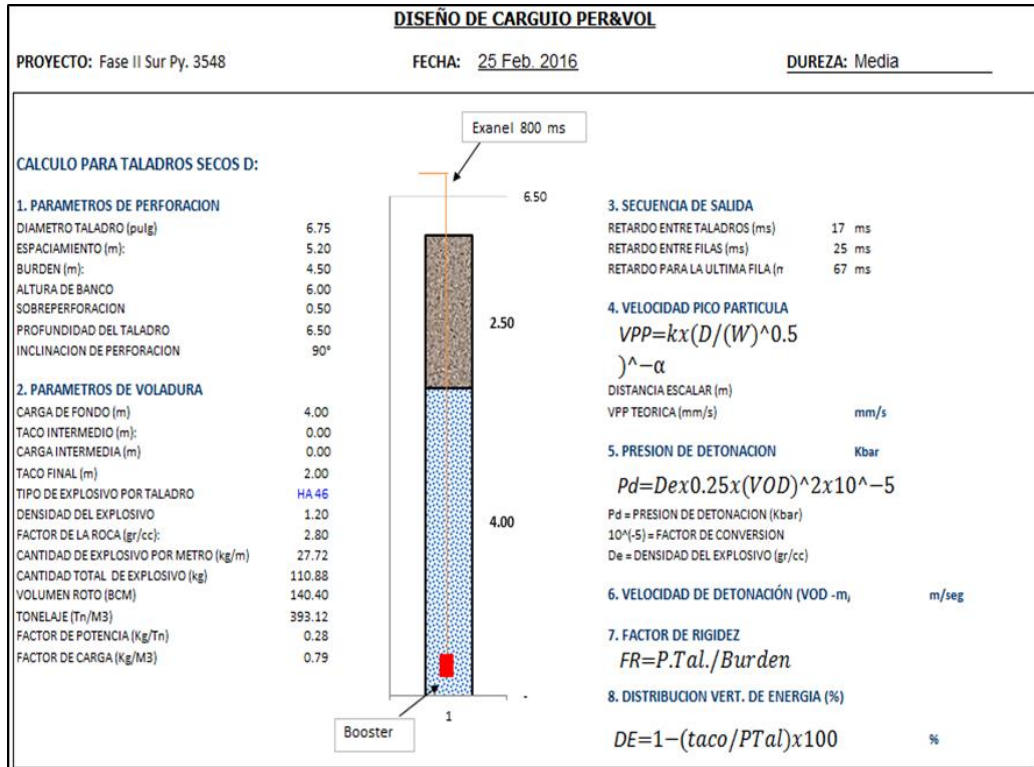 DISEÑO DE CARGUIO PER&VOL
PROYECTO: Fase II Sur Py. 3548
FECHA: 25 Feb. 2016
DUREZA: Media
CALCULO PARA TALADROS SECOS D:
1. PARAMETROS DE PERFORACION
DIAMETRO TALADRO (pulg) 6.75
ESPACIAMIENTO (m): 5.20
BURDEN (m): 4.50
ALTURA DE BANCO 6.00
SOBREPERFORACION 0.50
PROFUNDIDAD DEL TALADRO 6.50
INCLINACION DE PERFORACION 90°
2. PARAMETROS DE VOLADURA
CARGA DE FONDO (m) 4.00
TACO INTERMEDIO (m): 0.00
CARGA INTERMEDIA (m) 0.00
TACO FINAL (m) 2.00
TIPO DE EXPLOSIVO POR TALADRO HA 46
DENSIDAD DEL EXPLOSIVO 1.20
FACTOR DE LA ROCA (gr/cc): 2.80
CANTIDAD DE EXPLOSIVO POR METRO (kg/m) 27.72
CANTIDAD TOTAL DE EXPLOSIVO (kg) 110.88
VOLUMEN ROTO (BCM) 140.40
TONELAJE (Tn/M3) 393.12
FACTOR DE POTENCIA (Kg/Tn) 0.28
FACTOR DE CARGA (Kg/M3) 0.79
Exanel 800 ms
6.50
2.50
4.00
-
1
Booster
3. SECUENCIA DE SALIDA
RETARDO ENTRE TALADROS (ms) 17 ms
RETARDO ENTRE FILAS (ms) 25 ms
RETARDO PARA LA ULTIMA FILA (n 67 ms
4. VELOCIDAD PICO PARTICULA
VPP=kx(D/(W)^0.5
)^−α
DISTANCIA ESCALAR (m)
VPP TEORICA (mm/s) mm/s
5. PRESION DE DETONACION Kbar
Pd=Dex0.25x(VOD)^2x10^−5
Pd = PRESION DE DETONACION (Kbar)
10^(-5) = FACTOR DE CONVERSION
De = DENSIDAD DEL EXPLOSIVO (gr/cc)
6. VELOCIDAD DE DETONACIÓN (VOD -m/ m/seg
7. FACTOR DE RIGIDEZ
FR=P.Tal./Burden
8. DISTRIBUCION VERT. DE ENERGIA (%)
DE=1−(taco/PTal)x100 %